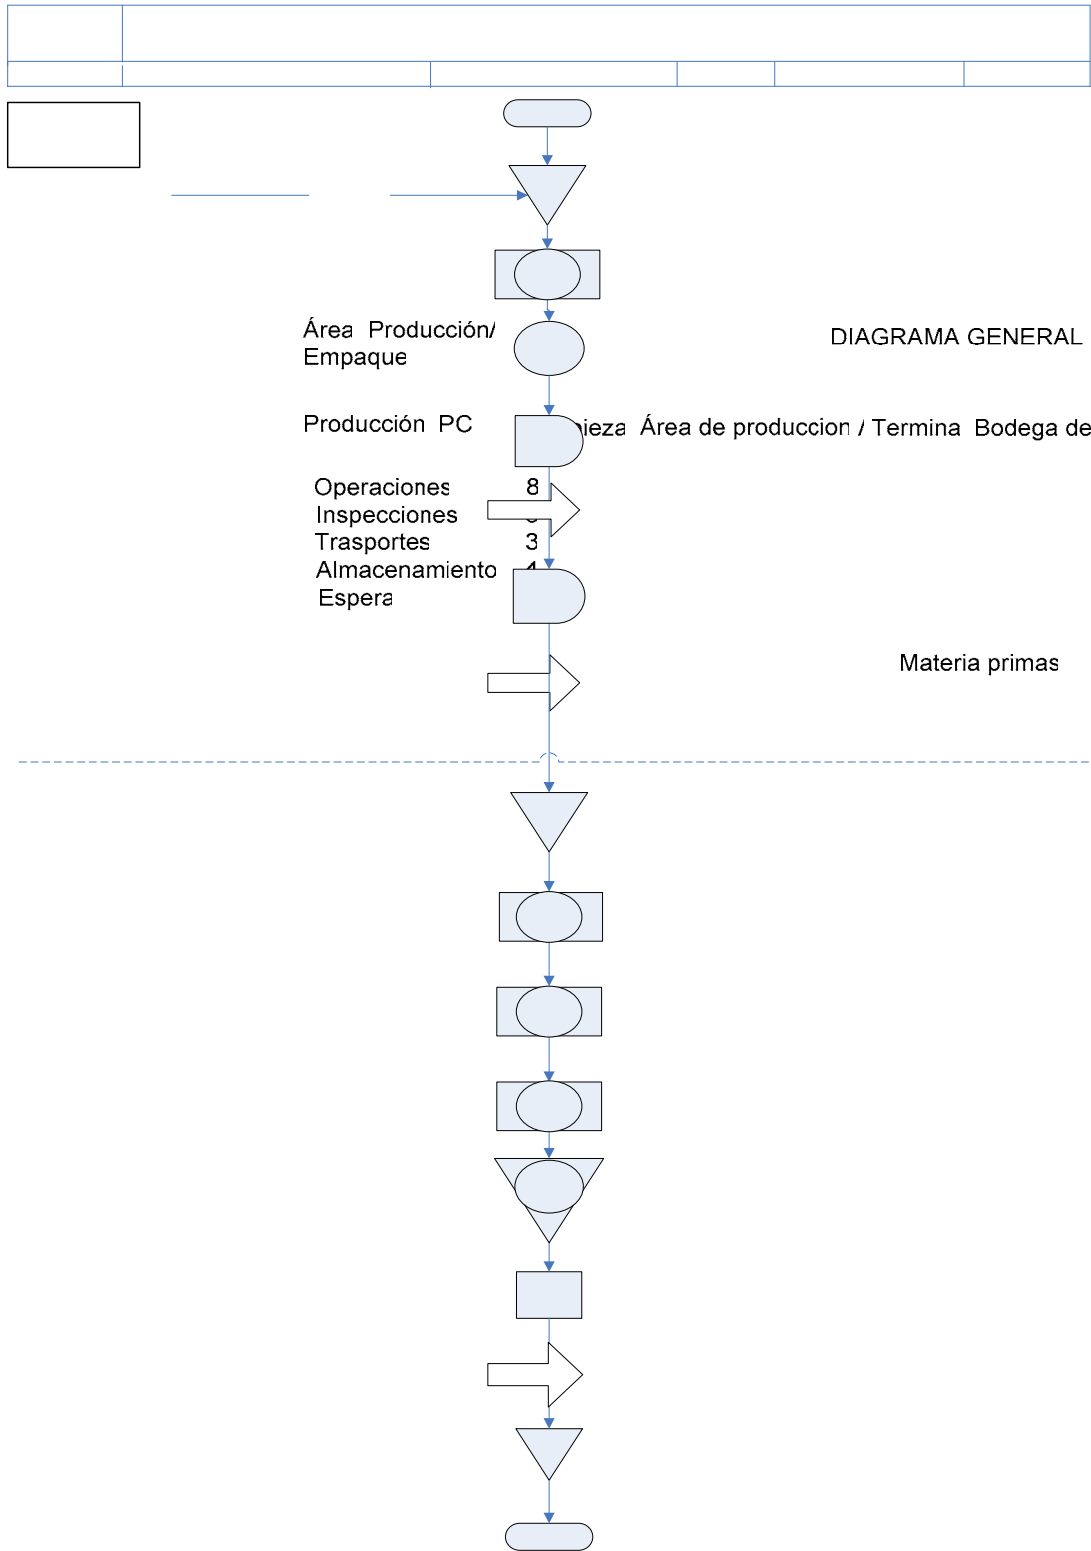 Área Producción/
Empaque
DIAGRAMA GENERAL
Producción PC
Área de produccion / Termina Bodega de
Operaciones 8
Inspecciones
Trasportes 3
Almacenamiento 4
Espera
Materia primas